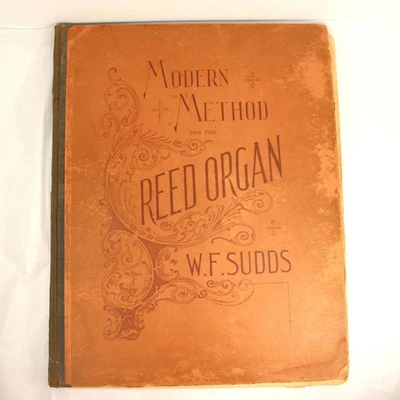 MODERN
METHOD
FOR THE
REED ORGAN
W.F. SUDDS